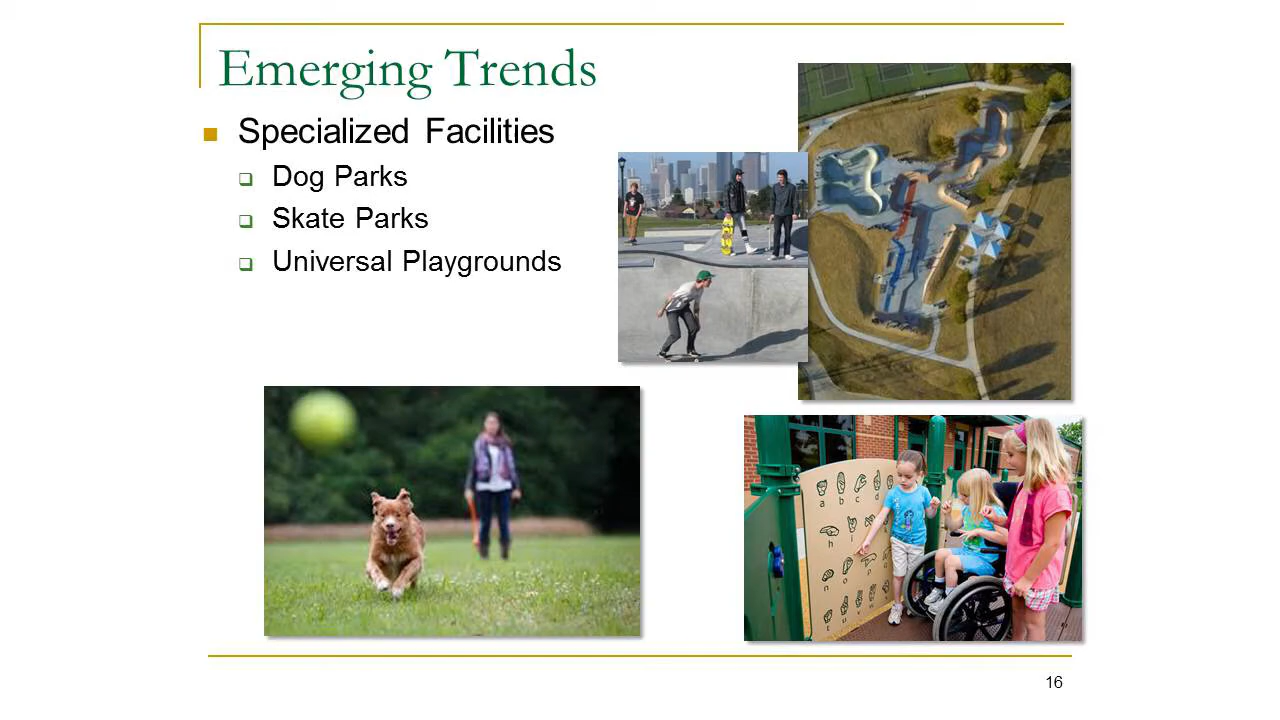 Emerging Trends
Specialized Facilities
Dog Parks
Skate Parks
Universal Playgrounds
a b c d
h i
n o p
t u v w
16